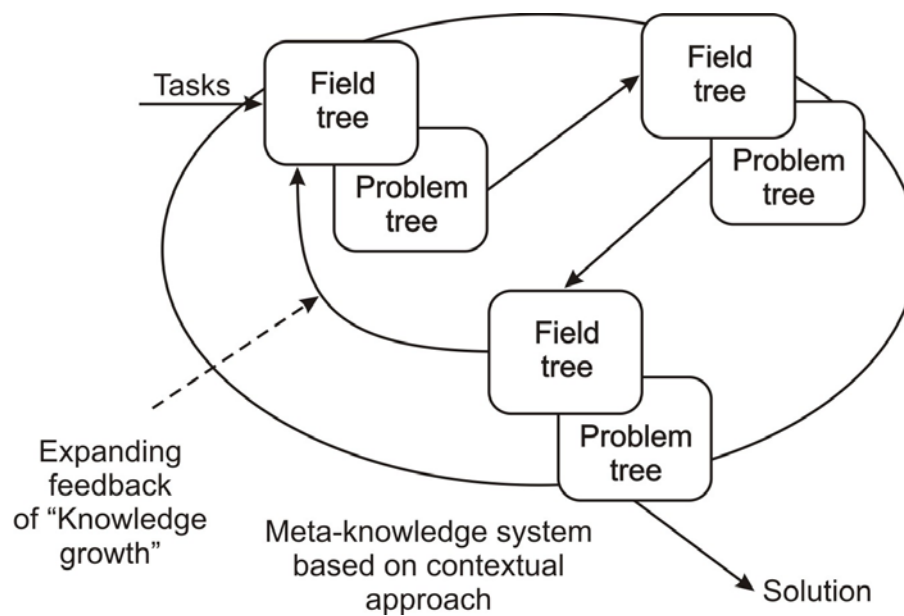 Tasks
Field
tree
Problem
tree
Field
tree
Problem
tree
Field
tree
Problem
tree
Expanding
feedback
of “Knowledge
growth”
Meta-knowledge system
based on contextual
approach
Solution